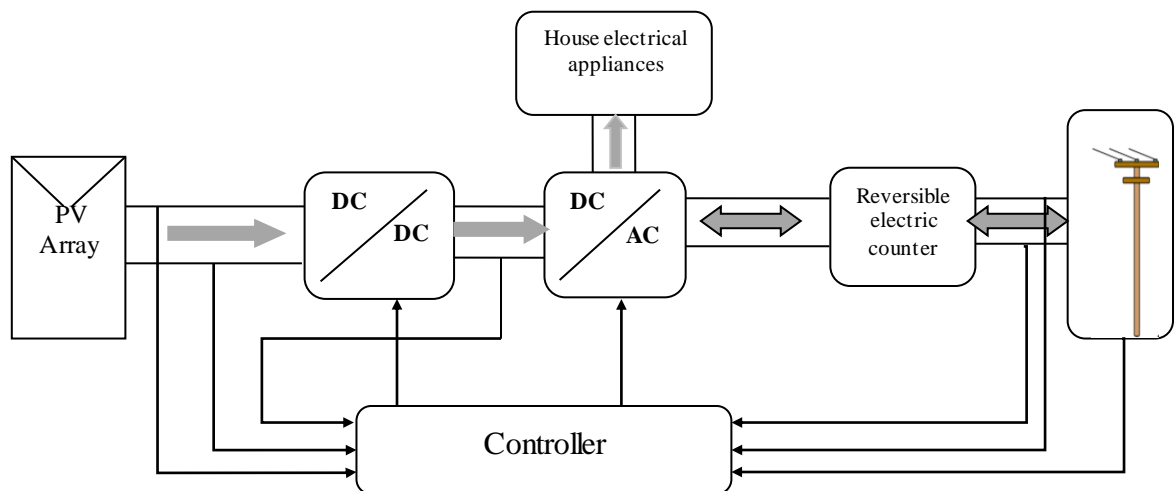 House electrical
appliances
PV
Array
DC
DC
DC
AC
Reversible
electric
counter
Controller